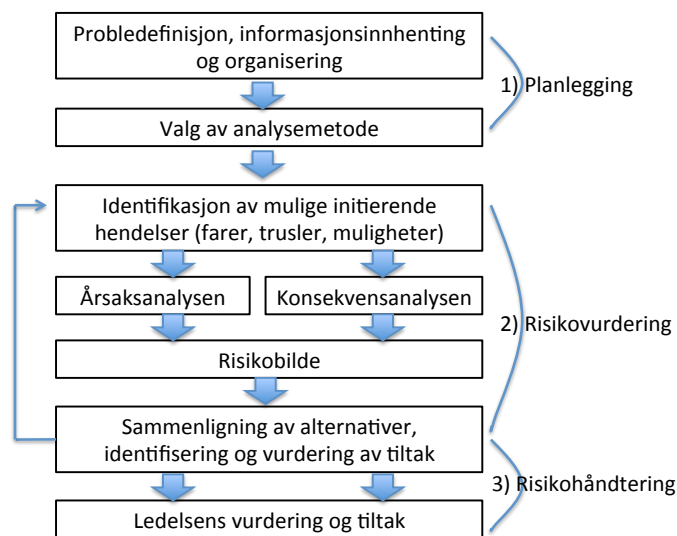 Probledefinisjon, informasjonsinnhenting
og organisering
1) Planlegging
Valg av analysemetode
Identifikasjon av mulige initierende
hendelser (farer, trusler, muligheter)
Årsaksanalysen
Konsekvensanalysen
2) Risikovurdering
Risikobilde
Sammenligning av alternativer,
identifisering og vurdering av tiltak
3) Risikohåndtering
Ledelsens vurdering og tiltak